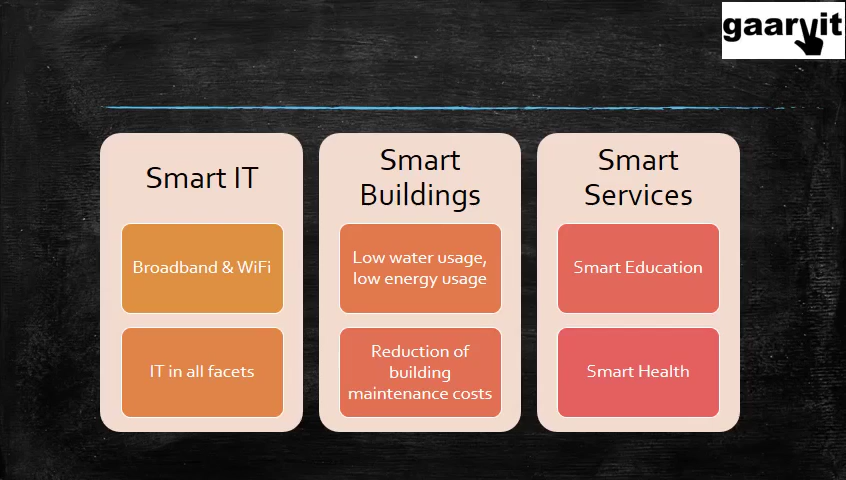 gaarvit
Smart IT
Broadband & WiFi
IT in all facets
Smart
Buildings
Low water usage,
low energy usage
Reduction of
building
maintenance costs
Smart
Services
Smart Education
Smart Health